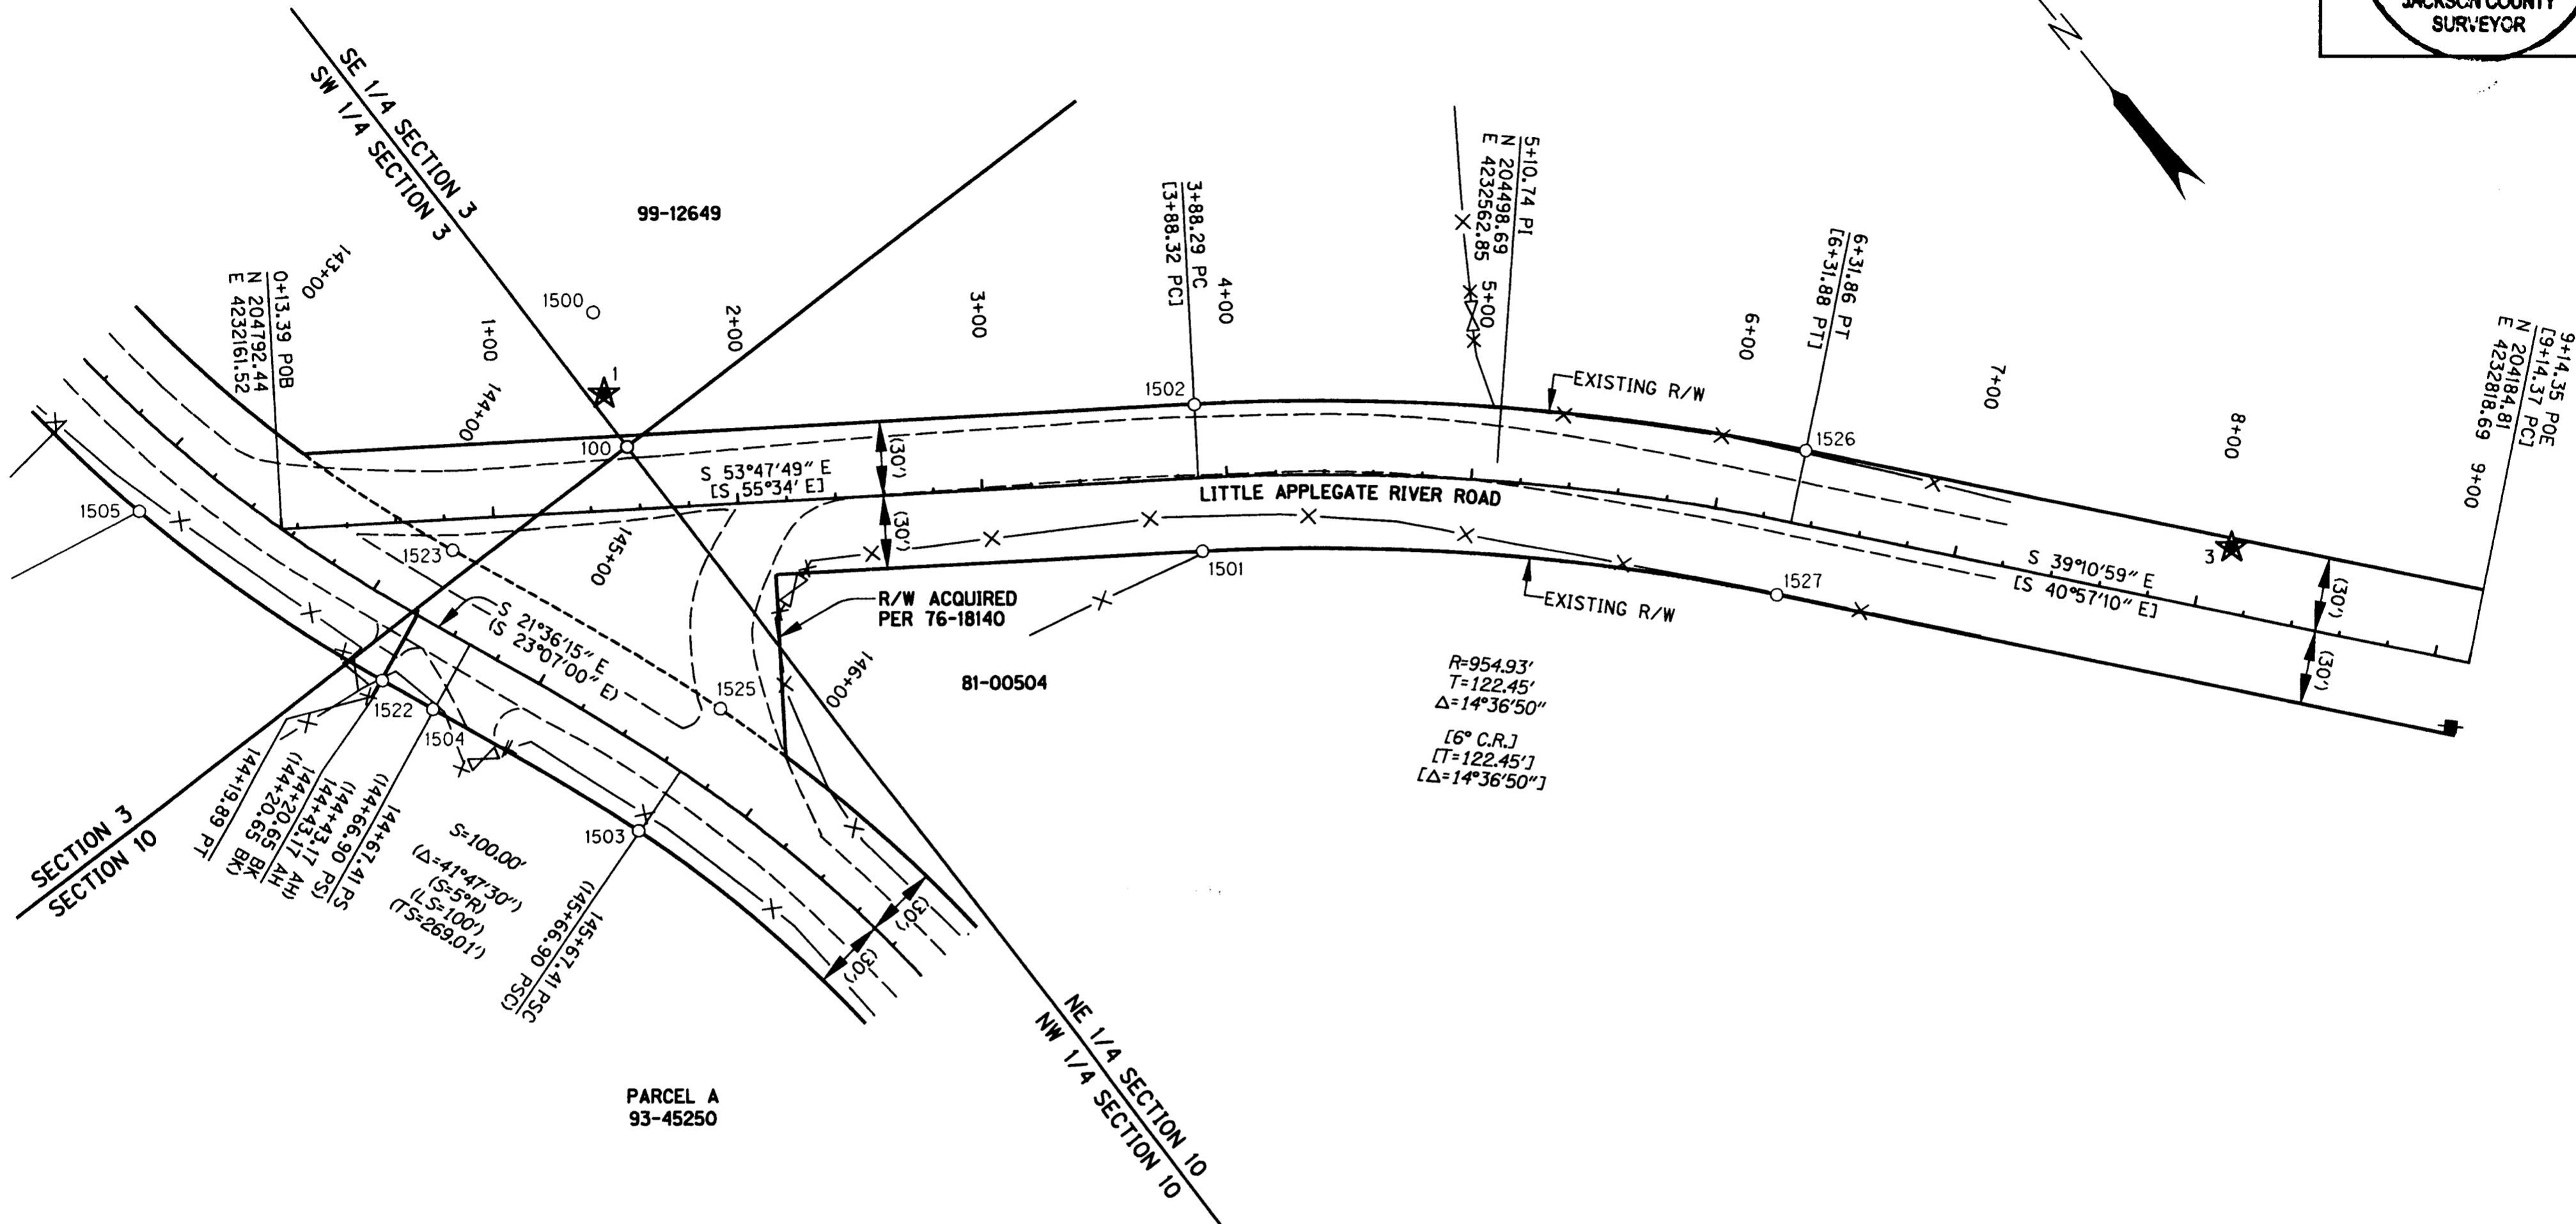 JACKSON COUNTY
SURVEYOR
N
SE 1/4 SECTION 3
SW 1/4 SECTION 3
99-12649
143+00
0+13.39 POB
N 204792.44
E 4232161.52
1+00
144+00
1500
1
2+00
3+00
3+88.29 PC
[3+88.32 PC]
4+00
5+10.74 PI
N 204498.69
E 4232562.85
5+00
6+00
6+31.86 PT
[6+31.88 PT]
7+00
8+00
9+00
9+14.35 POE
[9+14.37 PC]
N 204184.81
E 4232818.69
1502
EXISTING R/W
1526
100
S 53°47'49" E
[S 55°34' E]
(30')
(30')
LITTLE APPLEGATE RIVER ROAD
1505
1523
145+00
1501
1527
EXISTING R/W
3
S 39°10'59" E
[S 40°57'10" E]
(30')
(30')
R/W ACQUIRED
PER 76-18140
S 21°36'15" E
(S 23°07'00" E)
1525
146+00
81-00504
R=954.93'
T=122.45'
Δ=14°36'50"
[6° C.R.]
[T=122.45']
[Δ=14°36'50"]
1522
1504
1503
144+19.89 PT
(144+20.65 BK)
144+20.65 BK
144+43.17 AH
(144+43.17 AH)
(144+66.90 PS)
144+67.41 PS
S=100.00'
(Δ=41°47'30")
(S=5°R)
(LS=100')
(TS=269.01')
(145+66.90 PSC)
145+67.41 PSC
(30')
(30')
SECTION 3
SECTION 10
PARCEL A
93-45250
NE 1/4 SECTION 10
NW 1/4 SECTION 10